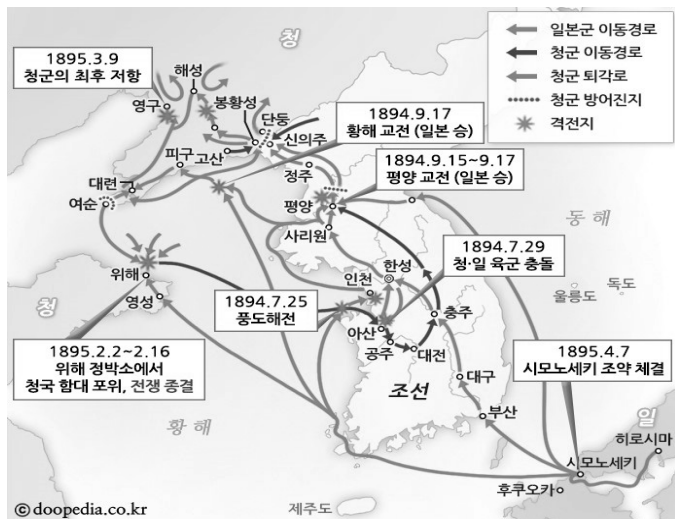 청
1895.3.9
청군의 최후 저항
일본군 이동경로
청군 이동경로
청군 퇴각로
청군 방어진지
격전지
해성
영구
봉황성
단둥
신의주
1894.9.17
황해 교전 (일본 승)
피구
고산
정주
1894.9.15~9.17
평양 교전 (일본 승)
대련
여순
평양
사리원
동 해
한성
1894.7.29
청·일 육군 충돌
울릉도
독도
위해
영성
청
인천
1894.7.25
풍도해전
충주
아산
공주
대전
1895.2.2~2.16
위해 정박소에서
청국 함대 포위, 전쟁 종결
조선
대구
1895.4.7
시모노세키 조약 체결
부산
황 해
일
히로시마
시모노세키
후쿠오카
제주도
©doopedia.co.kr